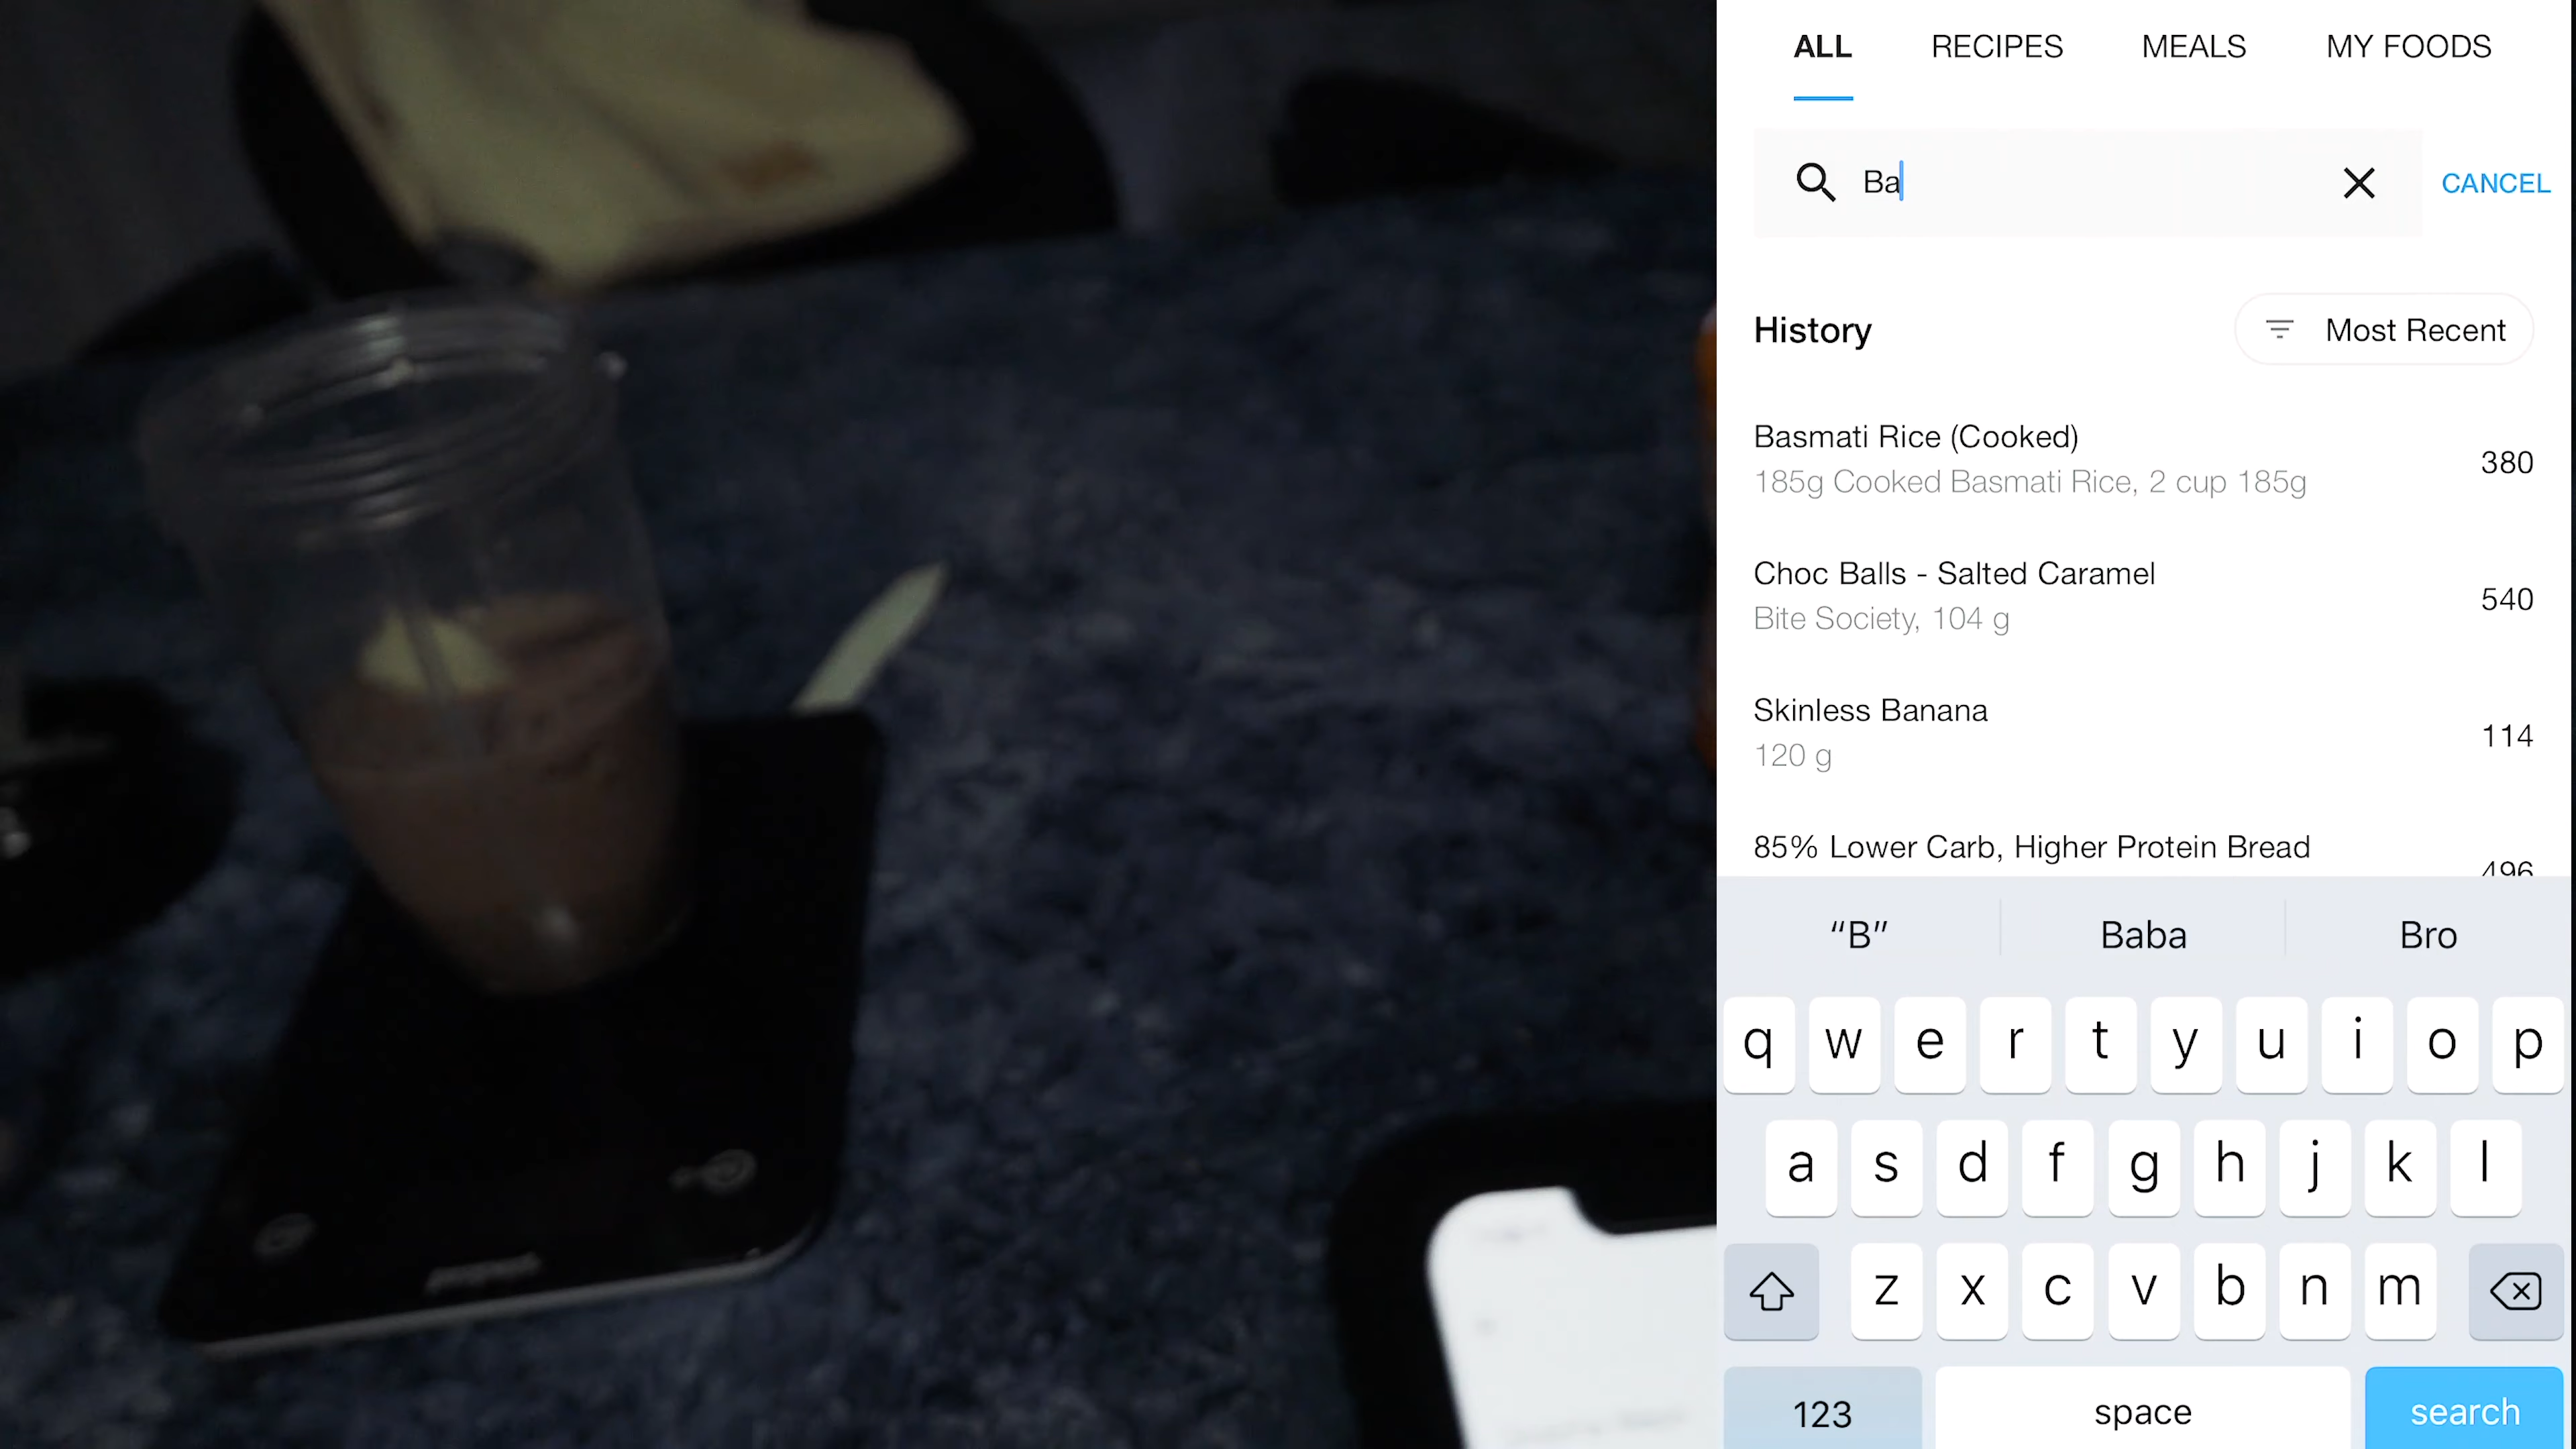 ALL RECIPES MEALS MY FOODS
Ba CANCEL
History Most Recent
Basmati Rice (Cooked)
185g Cooked Basmati Rice, 2 cup 185g
380
Choc Balls - Salted Caramel
Bite Society, 104 g
540
Skinless Banana
120 g
114
85% Lower Carb, Higher Protein Bread
496
“B” Baba Bro
q w e r t y u i o p
a s d f g h j k l
z x c v b n m
123 space search